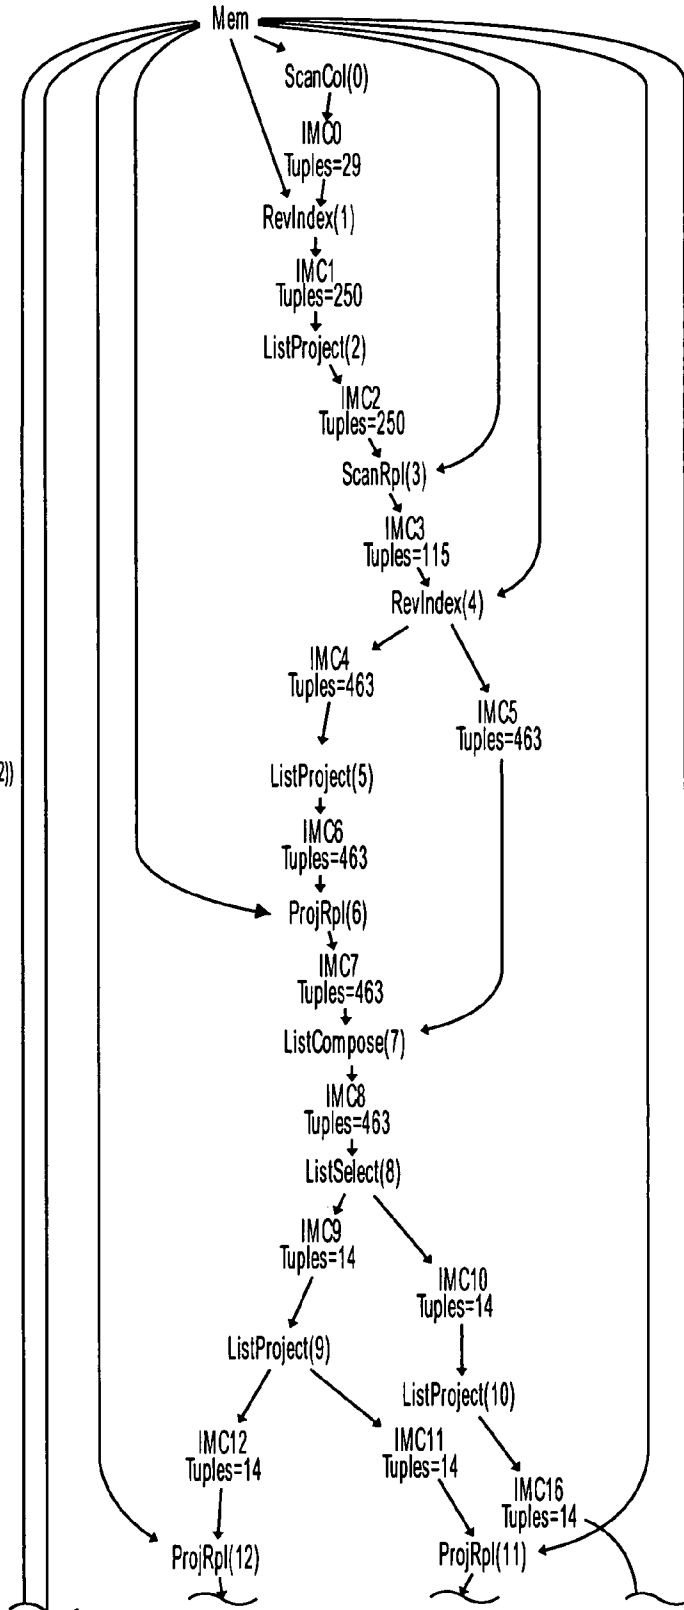 Mem
ScanCol(0)
IMC0
Tuples=29
RevIndex(1)
IMC1
Tuples=250
ListProject(2)
IMC2
Tuples=250
ScanRpl(3)
IMC3
Tuples=115
RevIndex(4)
IMC4
Tuples=463
IMC5
Tuples=463
2))
ListProject(5)
IMC6
Tuples=463
ProjRpl(6)
IMC7
Tuples=463
ListCompose(7)
IMC8
Tuples=463
ListSelect(8)
IMC9
Tuples=14
IMC10
Tuples=14
ListProject(9)
ListProject(10)
IMC12
Tuples=14
IMC11
Tuples=14
IMC16
Tuples=14
ProjRpl(12)
ProjRpl(11)